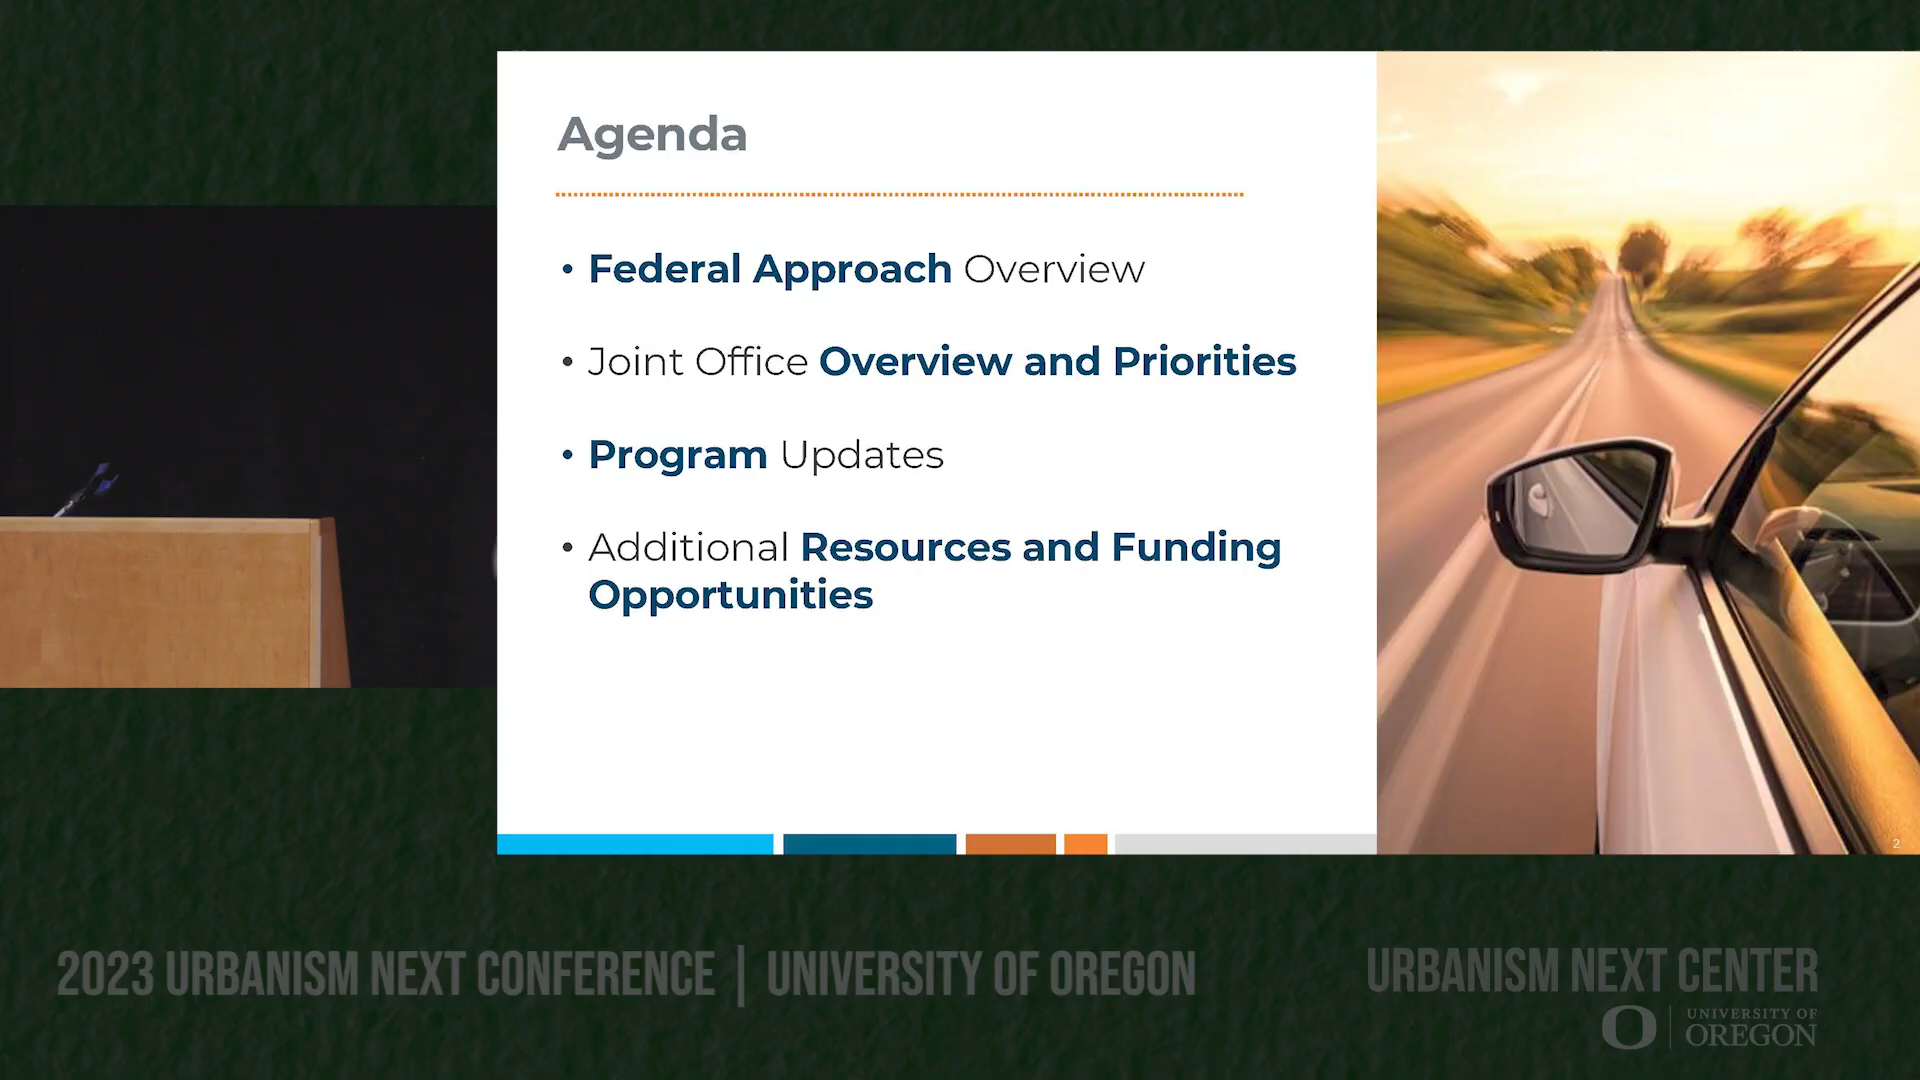 Agenda
• Federal Approach Overview
• Joint Office Overview and Priorities
• Program Updates
• Additional Resources and Funding
Opportunities
2
2023 URBANISM NEXT CONFERENCE | UNIVERSITY OF OREGON
URBANISM NEXT CENTER
O
UNIVERSITY OF
OREGON